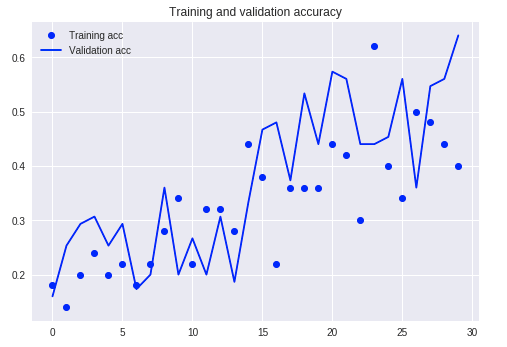 Training and validation accuracy
Training acc
Validation acc
0.6
0.5
0.4
0.3
0.2
0 5 10 15 20 25 30